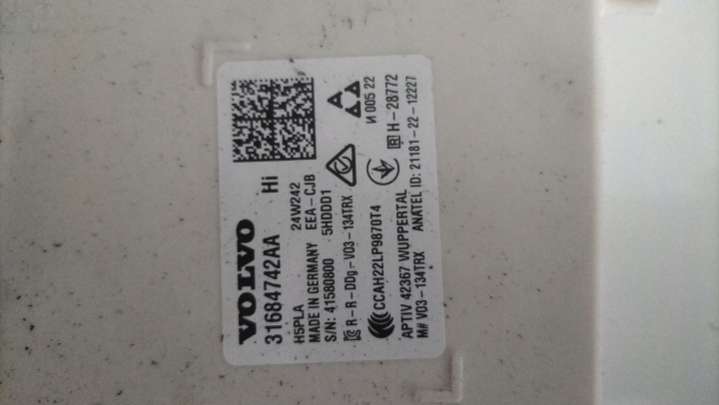 VOLVO
31684742AA Hi
H5PLA 24W242
MADE IN GERMANY EEA-CJB
S/N: 41580800 5HDDD1
R-R-DDg-V03-134TRX
CCAH22LP9870T4
APTIV 42367 WUPPERTAL
M# V03-134TRX ANATEL ID: 21181-22-12227
И 005 22
R H-28772